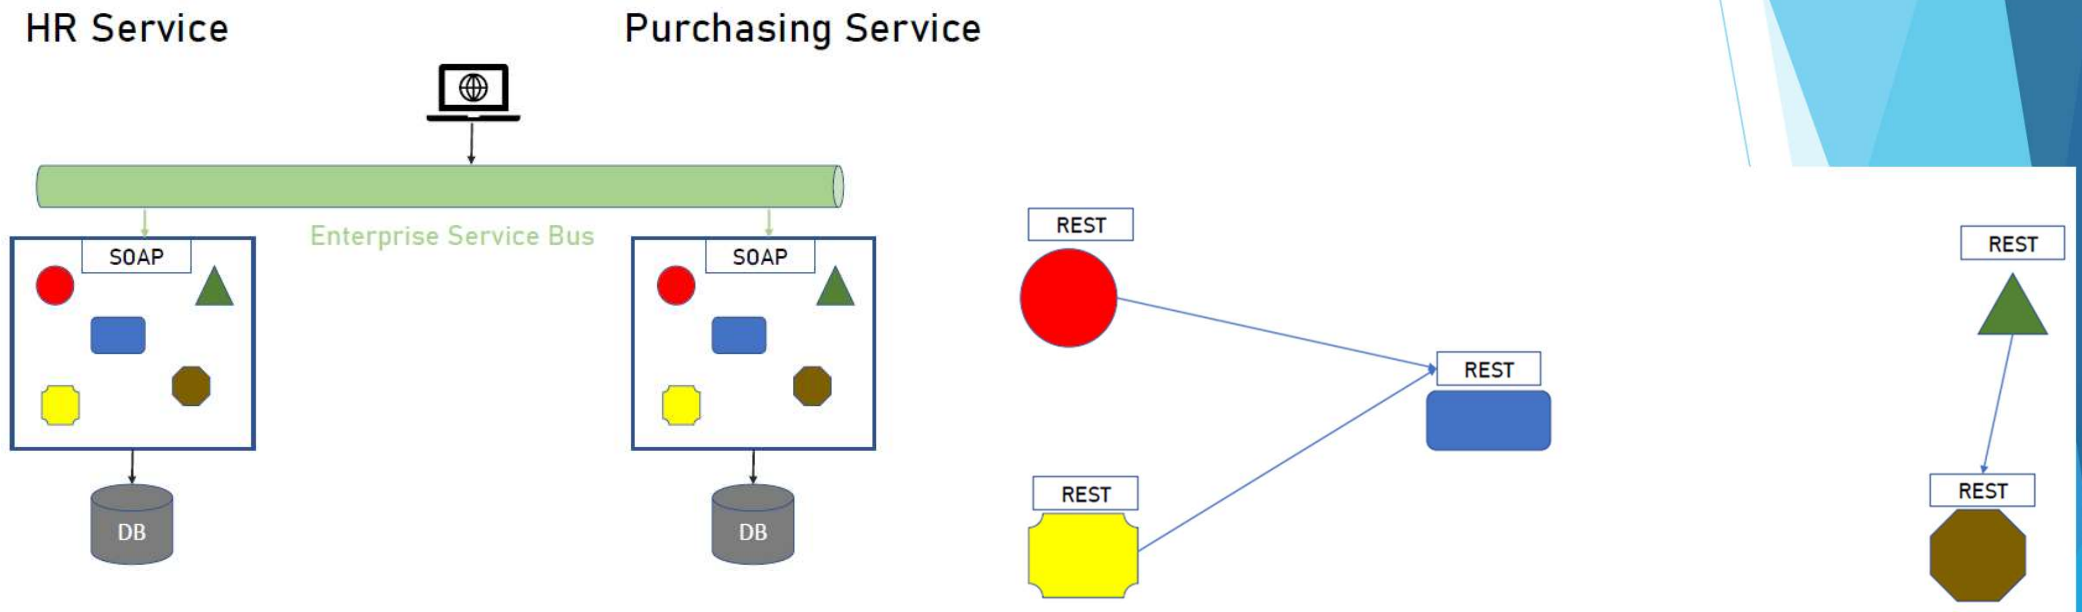 HR Service
Purchasing Service
Enterprise Service Bus
SOAP
SOAP
DB
DB
REST
REST
REST
REST
REST